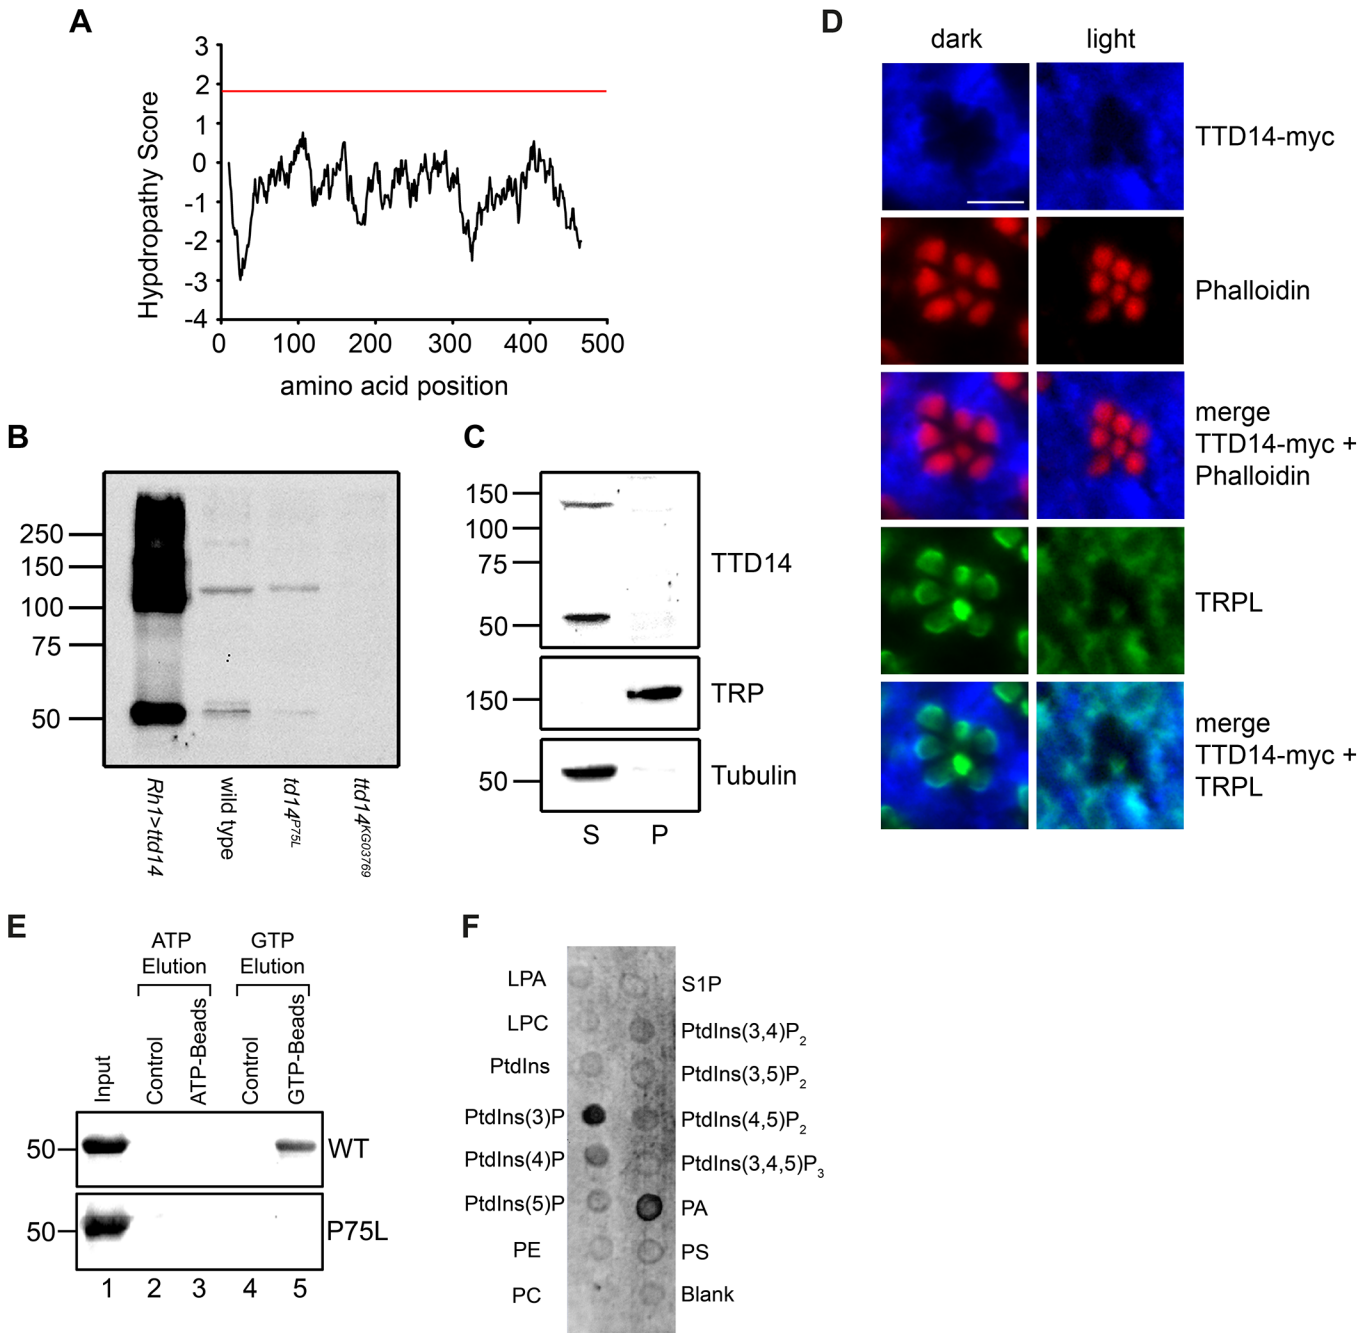 A
3
2
1
0
-1
-2
-3
-4
Hypdropathy Score
0 100 200 300 400 500
amino acid position
B
250
150
100
75
50
Rh1>ttd14
wild type
td14P75L
ttd14KG03769
C
150
100
75
50
TTD14
150
TRP
50
Tubulin
S P
D
dark light
TTD14-myc
Phalloidin
merge
TTD14-myc +
Phalloidin
TRPL
merge
TTD14-myc +
TRPL
E
ATP
Elution
GTP
Elution
Input
Control
ATP-Beads
Control
GTP-Beads
50
WT
50
P75L
1 2 3 4 5
F
LPA
LPC
PtdIns
PtdIns(3)P
PtdIns(4)P
PtdIns(5)P
PE
PC
S1P
PtdIns(3,4)P2
PtdIns(3,5)P2
PtdIns(4,5)P2
PtdIns(3,4,5)P3
PA
PS
Blank